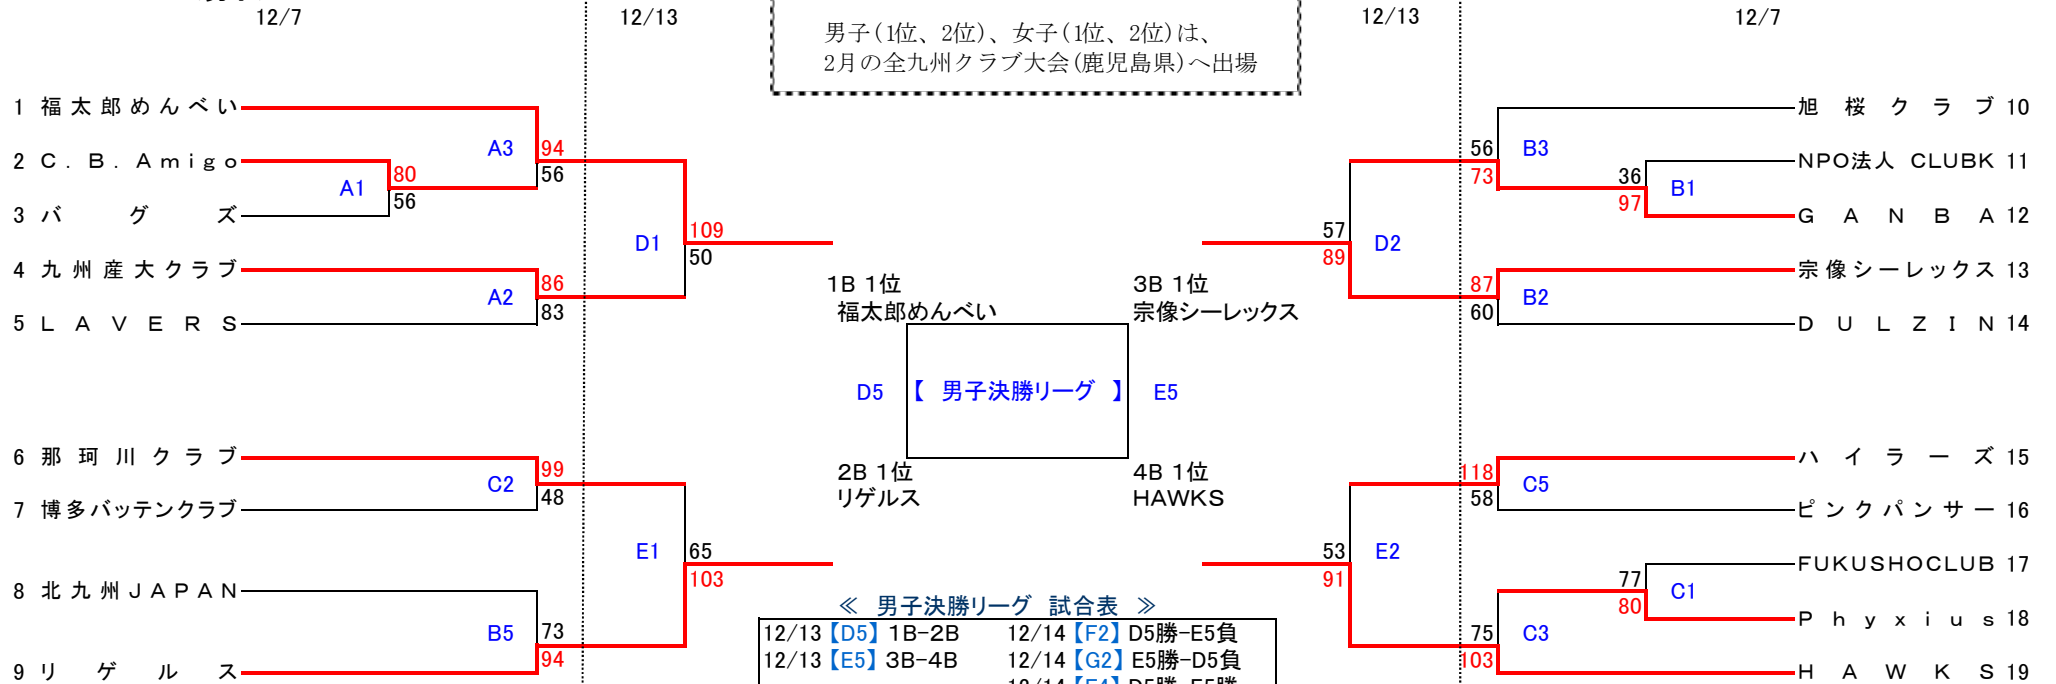 12/7
12/13
12/13
12/7
男子(1位、2位)、女子(1位、2位)は、
2月の全九州クラブ大会(鹿児島県)へ出場
1 福太郎めんべい
2 C.B.Amigo
3 バグズ
4 九州産大クラブ
5 LAVERS
6 那珂川クラブ
7 博多バッテンクラブ
8 北九州JAPAN
9 リゲルス
A1
80
56
A3
94
56
A2
86
83
C2
99
48
B5
73
94
D1
109
50
E1
65
103
1B 1位
福太郎めんべい
3B 1位
宗像シーレックス
D5
【 男子決勝リーグ 】
E5
2B 1位
リゲルス
4B 1位
HAWKS
≪ 男子決勝リーグ 試合表 ≫
12/13【D5】1B-2B 12/14【F2】D5勝-E5負
12/13【E5】3B-4B 12/14【G2】E5勝-D5負
57
89
D2
53
91
E2
56
73
B3
36
97
B1
87
60
B2
118
58
C5
77
80
C1
75
103
C3
旭桜クラブ 10
NPO法人 CLUBK 11
GANBA 12
宗像シーレックス 13
DULZIN 14
ハイラーズ 15
ピンクパンサー 16
FUKUSHOCLUB 17
Phyxius 18
HAWKS 19